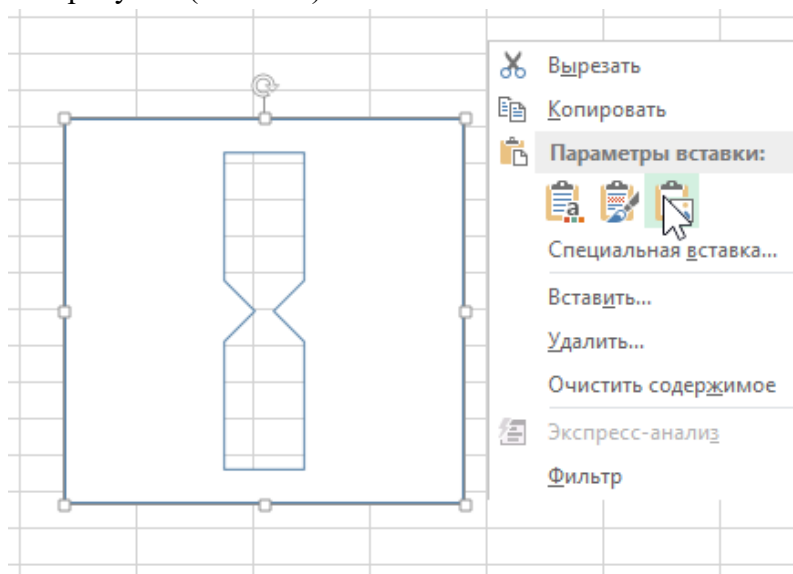 Вырезать
Копировать
Параметры вставки:
Специальная вставка...
Вставить...
Удалить...
Очистить содержимое
Экспресс-анализ
Фильтр